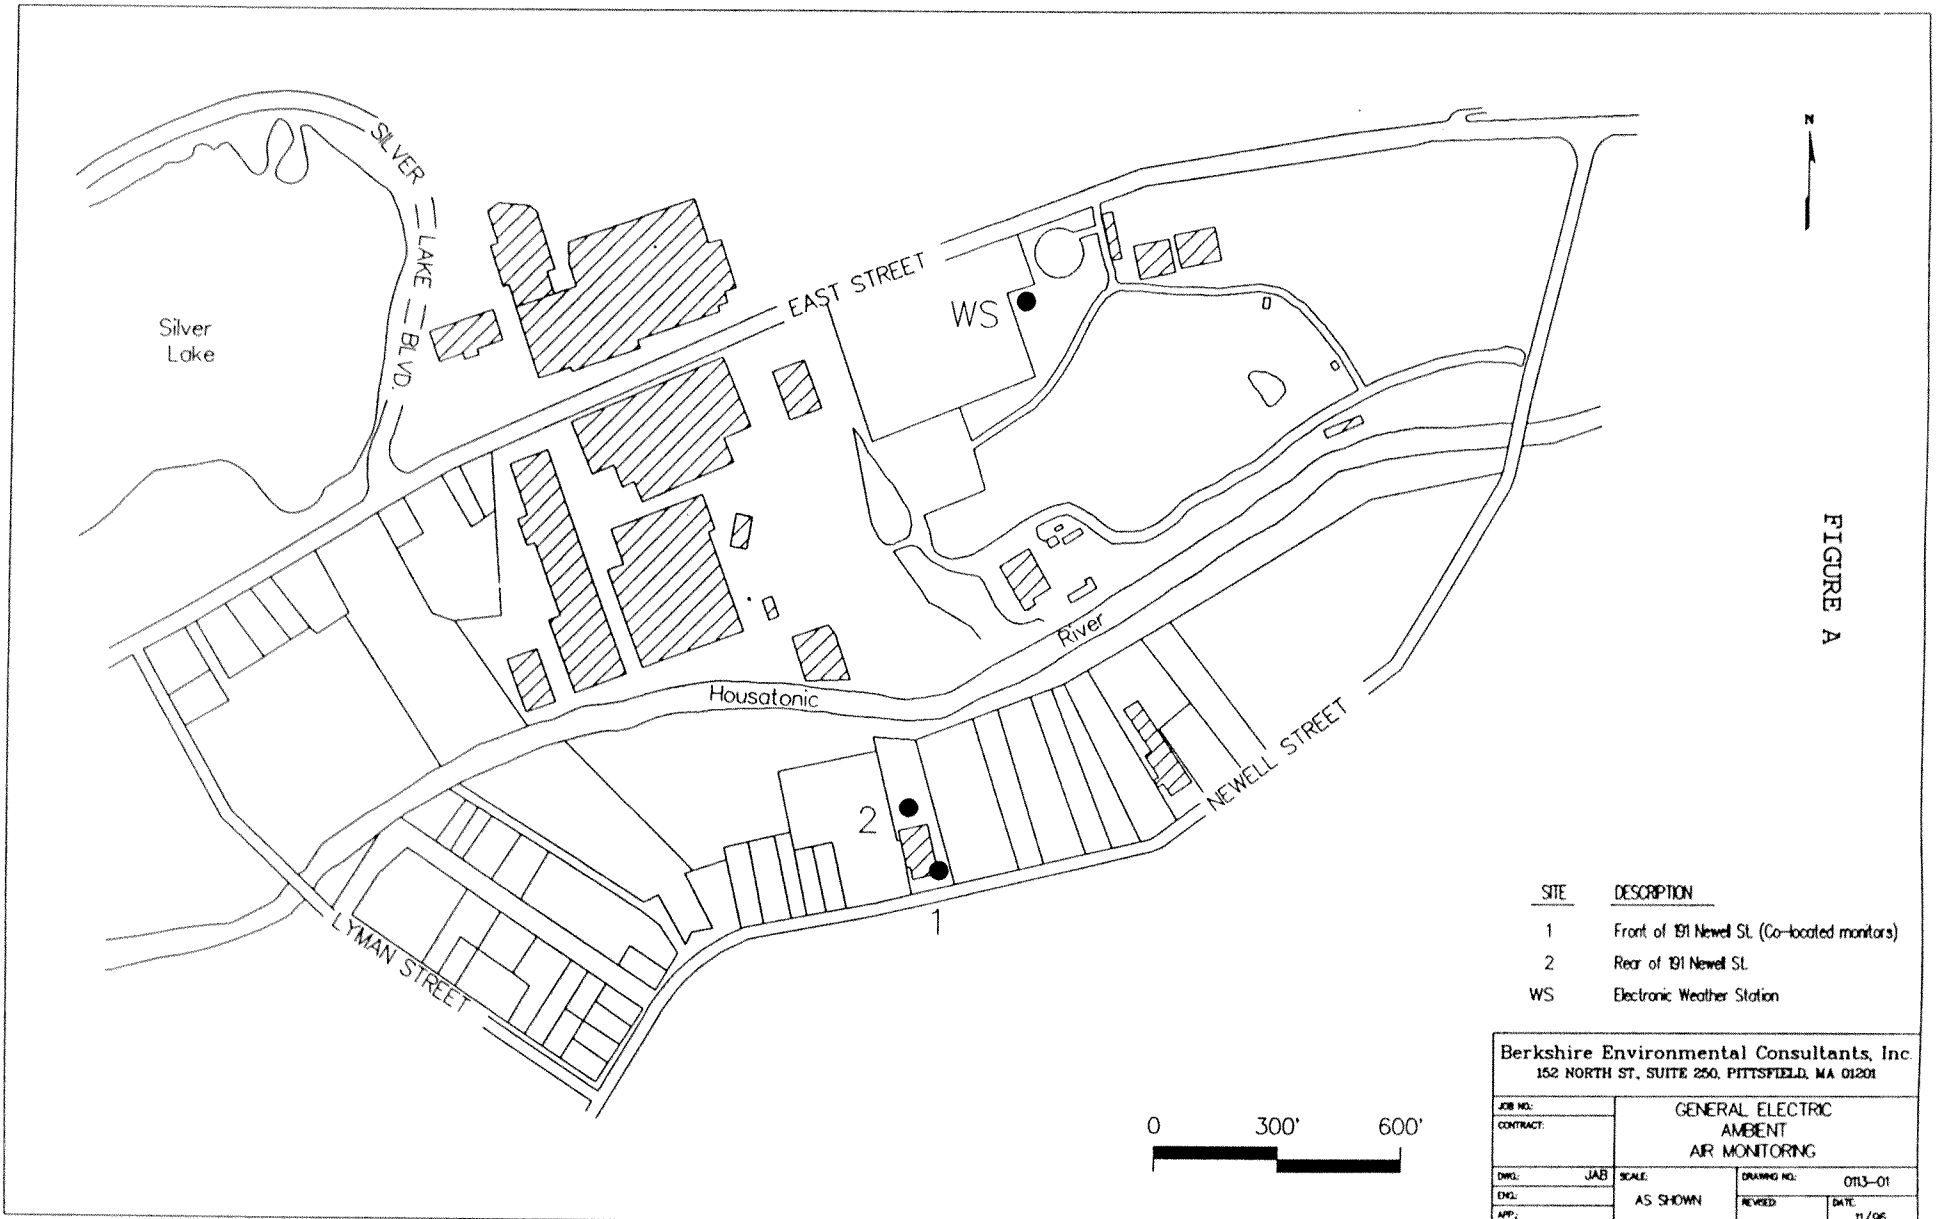 N
SILVER LAKE BLVD.
Silver
Lake
EAST STREET
WS
FIGURE A
River
Housatonic
NEWELL STREET
2
1
LYMAN STREET
SITE DESCRIPTION
1 Front of 191 Newell St. (Co-located monitors)
2 Rear of 191 Newell St.
WS Electronic Weather Station
0 300' 600'
Berkshire Environmental Consultants, Inc.
152 NORTH ST., SUITE 250, PITTSFIELD, MA 01201
JOB NO.:
CONTRACT:
GENERAL ELECTRIC
AMBIENT
AIR MONITORING
DWG.: JAB
ENG.:
APP.:
SCALE:
AS SHOWN
DRAWING NO.: 0113-01
REVISED:
DATE:
11/96